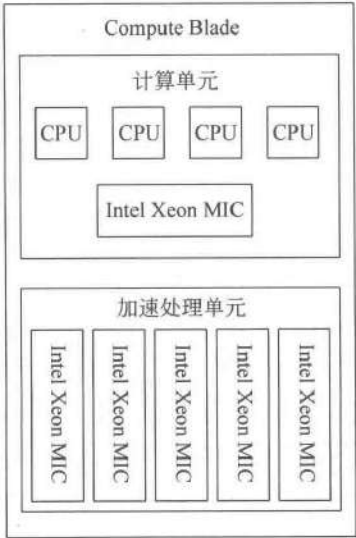 Compute Blade
计算单元
CPU CPU CPU CPU
Intel Xeon MIC
加速处理单元
Intel Xeon MIC
Intel Xeon MIC
Intel Xeon MIC
Intel Xeon MIC
Intel Xeon MIC